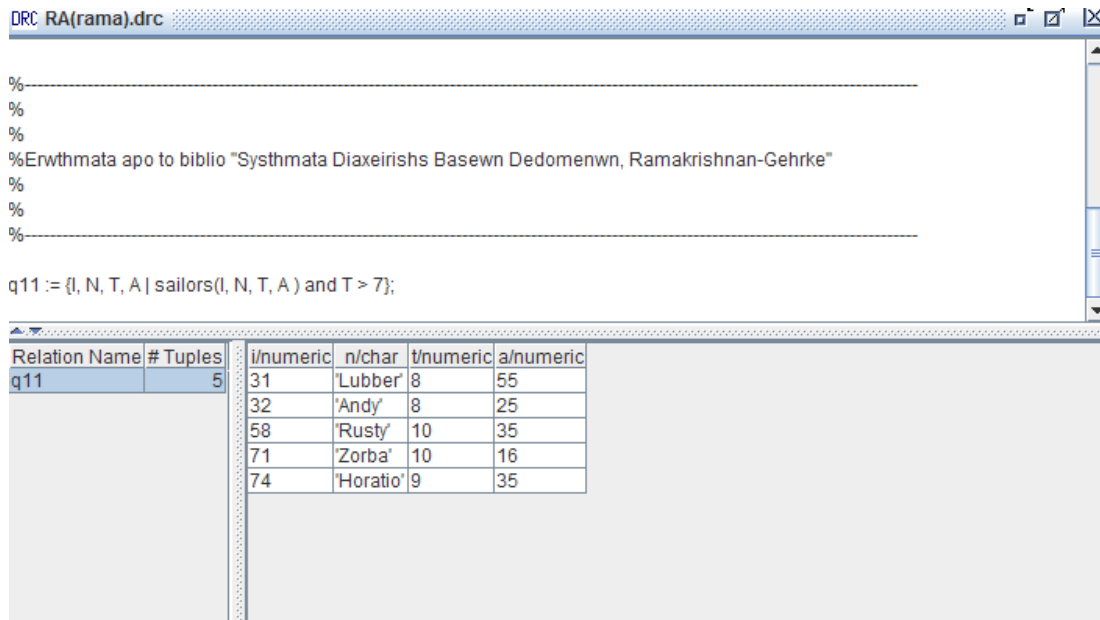 DRC RA(rama).drc
%--------------------------------------------------------------------------------
%
%
%Erwthmata apo to biblio "Systhmata Diaxeirishs Basewn Dedomenwn, Ramakrishnan-Gehrke"
%
%
%--------------------------------------------------------------------------------
q11 := {I, N, T, A | sailors(I, N, T, A ) and T > 7};
Relation Name # Tuples i/numeric n/char t/numeric a/numeric
q11 5 31 'Lubber' 8 55
32 'Andy' 8 25
58 'Rusty' 10 35
71 'Zorba' 10 16
74 'Horatio' 9 35